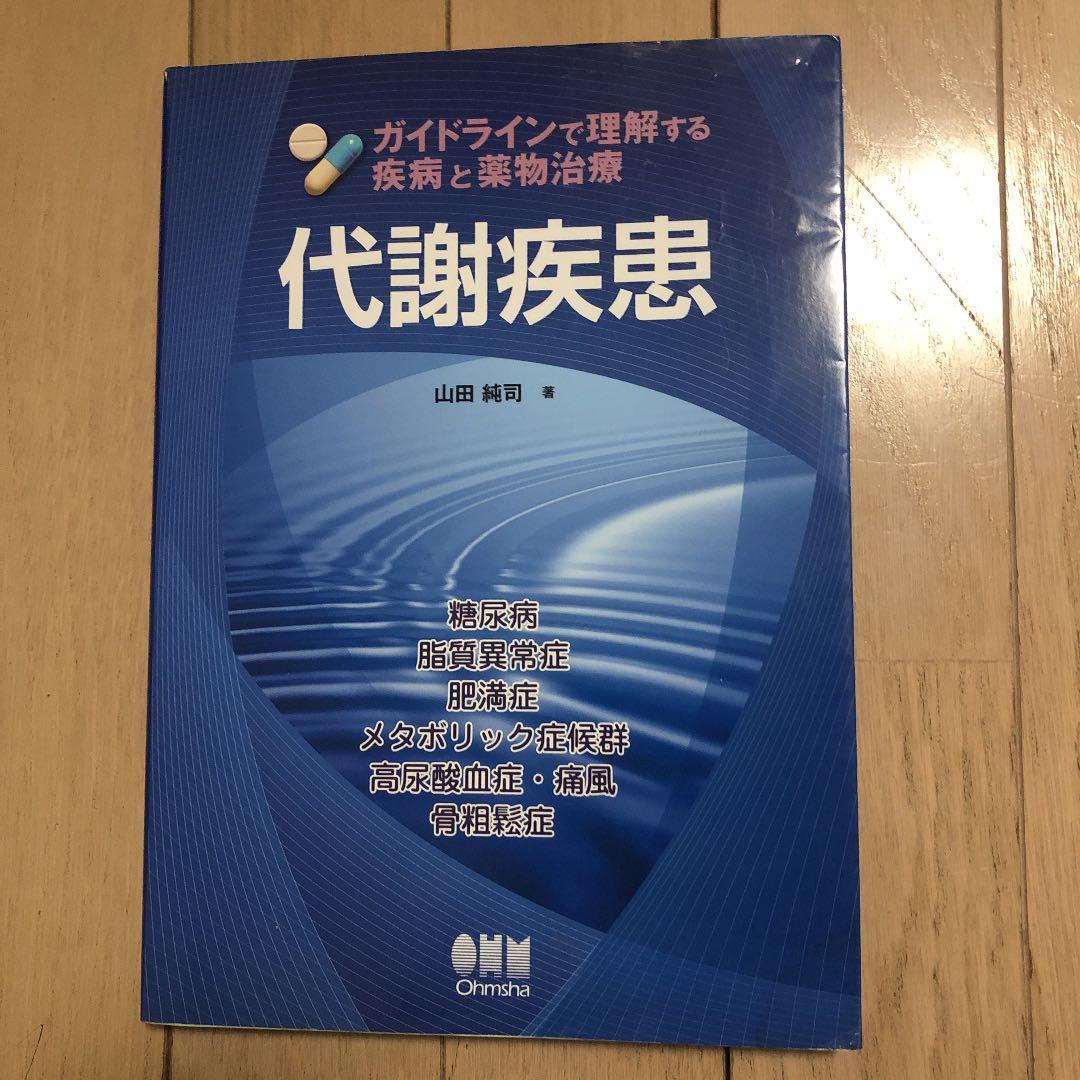 ガイドラインで理解する
疾病と薬物治療
代謝疾患
山田 純司 著
糖尿病
脂質異常症
肥満症
メタボリック症候群
高尿酸血症・痛風
骨粗鬆症
OHM
Ohmsha